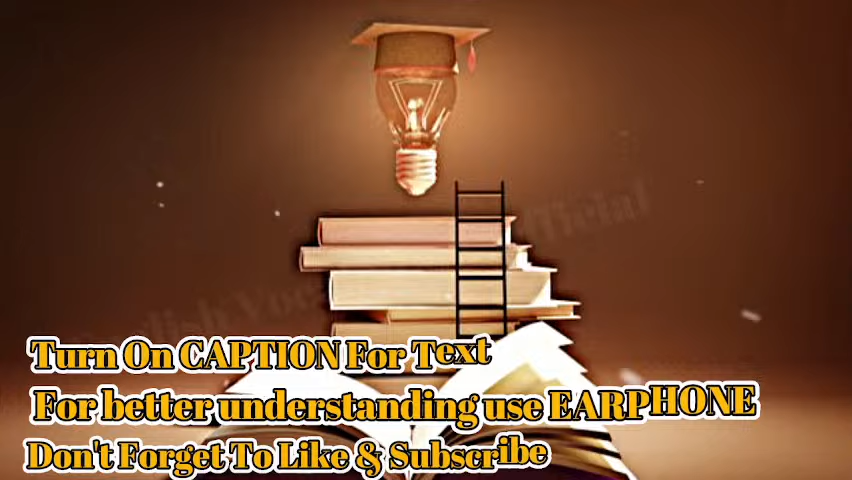 Turn On CAPTION For Text
For better understanding use EARPHONE
Don't Forget To Like & Subscribe